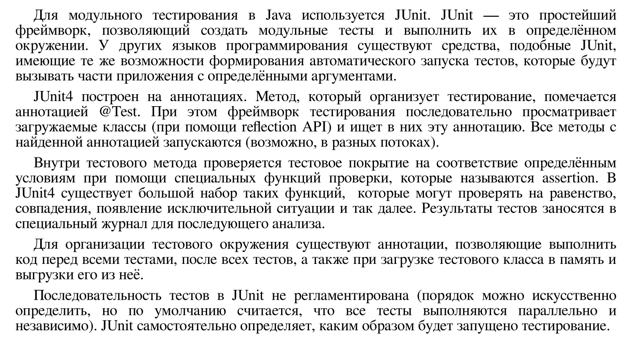 Для модульного тестирования в Java используется JUnit. JUnit — это простейший
фреймворк, позволяющий создать модульные тесты и выполнить их в определённом
окружении. У других языков программирования существуют средства, подобные JUnit,
имеющие те же возможности формирования автоматического запуска тестов, которые будут
вызывать части приложения с определёнными аргументами.
JUnit4 построен на аннотациях. Метод, который организует тестирование, помечается
аннотацией @Test. При этом фреймворк тестирования последовательно просматривает
загружаемые классы (при помощи reflection API) и ищет в них эту аннотацию. Все методы с
найденной аннотацией запускаются (возможно, в разных потоках).
Внутри тестового метода проверяется тестовое покрытие на соответствие определённым
условиям при помощи специальных функций проверки, которые называются assertion. В
JUnit4 существует большой набор таких функций, которые могут проверять на равенство,
совпадения, появление исключительной ситуации и так далее. Результаты тестов заносятся в
специальный журнал для последующего анализа.
Для организации тестового окружения существуют аннотации, позволяющие выполнить
код перед всеми тестами, после всех тестов, а также при загрузке тестового класса в память и
выгрузки его из неё.
Последовательность тестов в JUnit не регламентирована (порядок можно искусственно
определить, но по умолчанию считается, что все тесты выполняются параллельно и
независимо). JUnit самостоятельно определяет, каким образом будет запущено тестирование.